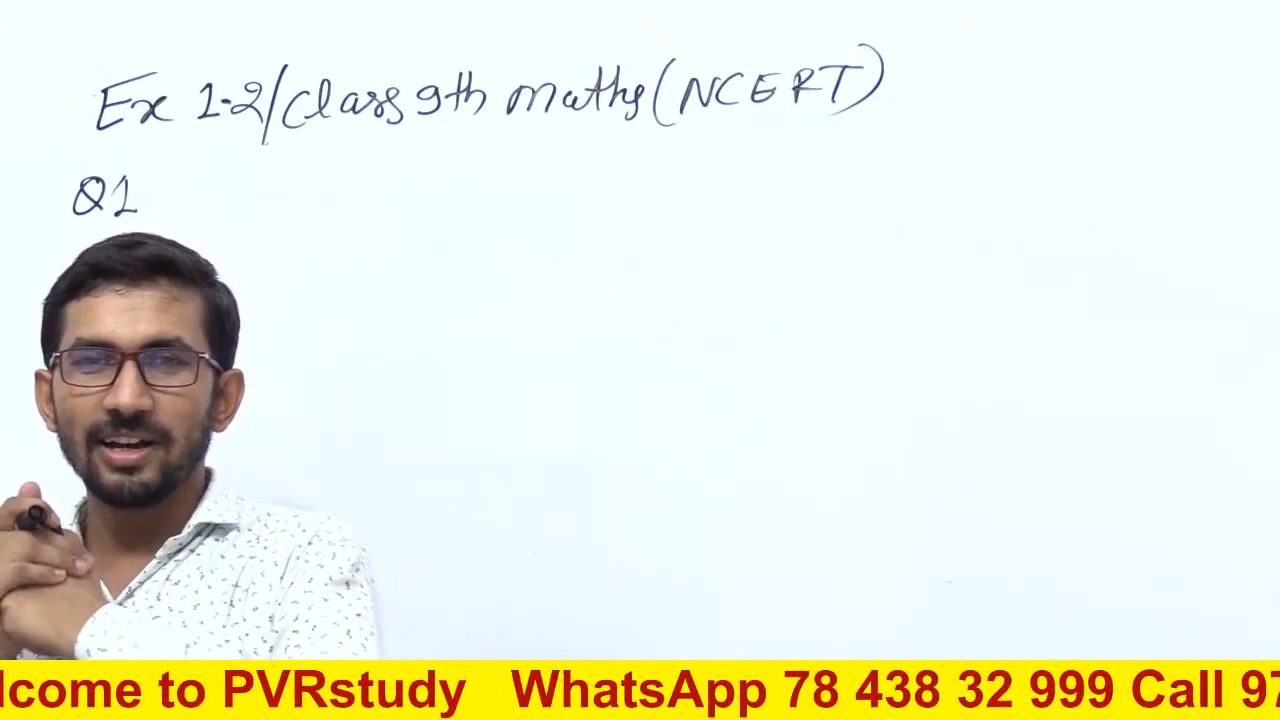 Ex 1.2/Class 9th maths (NCERT)
Q1
lcome to PVRstudy WhatsApp 78 438 32 999 Call 97